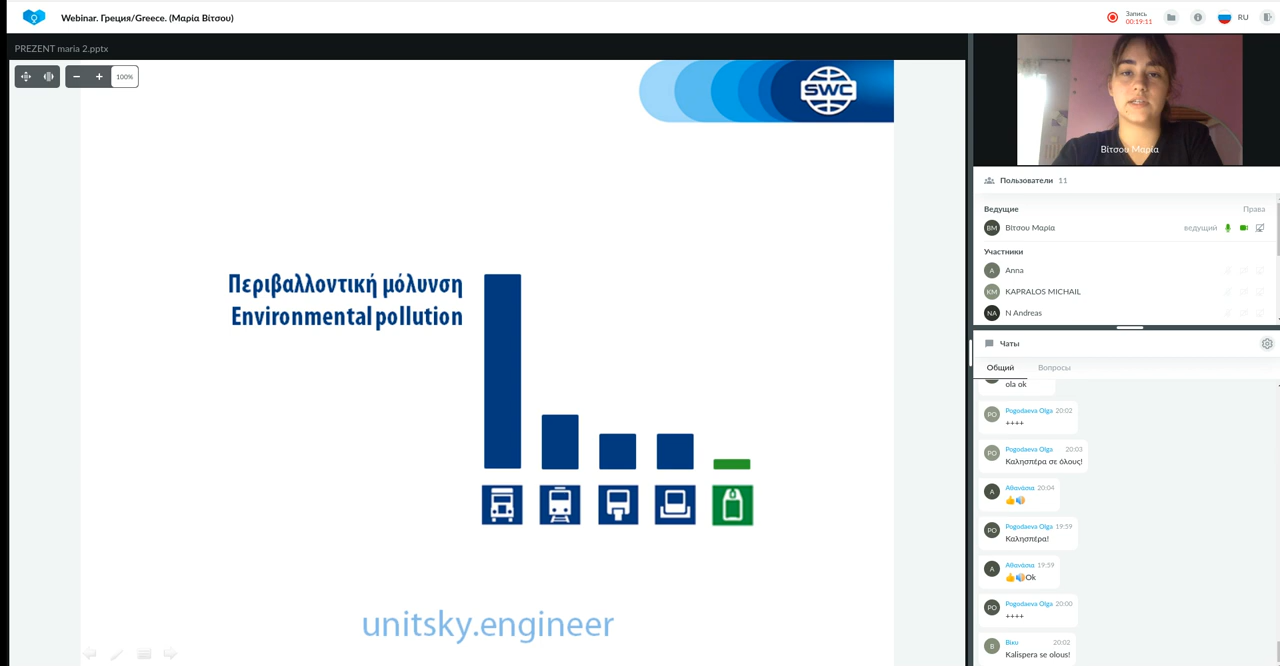 Webinar. Греция/Greece. (Μαρία Βίτσου)
Запись
00:19:11
RU
PREZENT maria 2.pptx
100%
SWC
Περιβαλλοντική μόλυνση
Environmental pollution
unitsky.engineer
Βίτσου Μαρία
Пользователи 11
Ведущие Права
ВМ Βίτσου Μαρία ведущий
Участники
A Anna
KM KAPRALOS MICHAIL
NA N Andreas
Чаты
Общий Вопросы
ola ok
PO Pogodaeva Olga 20:02
++++
PO Pogodaeva Olga 20:03
Καλησπέρα σε όλους!
A Αθανάσια 20:04
👍
PO Pogodaeva Olga 19:59
Καλησπέρα!
A Αθανάσια 19:59
👍Ok
PO Pogodaeva Olga 20:00
++++
B Βίκυ 20:02
Kalispera se olous!